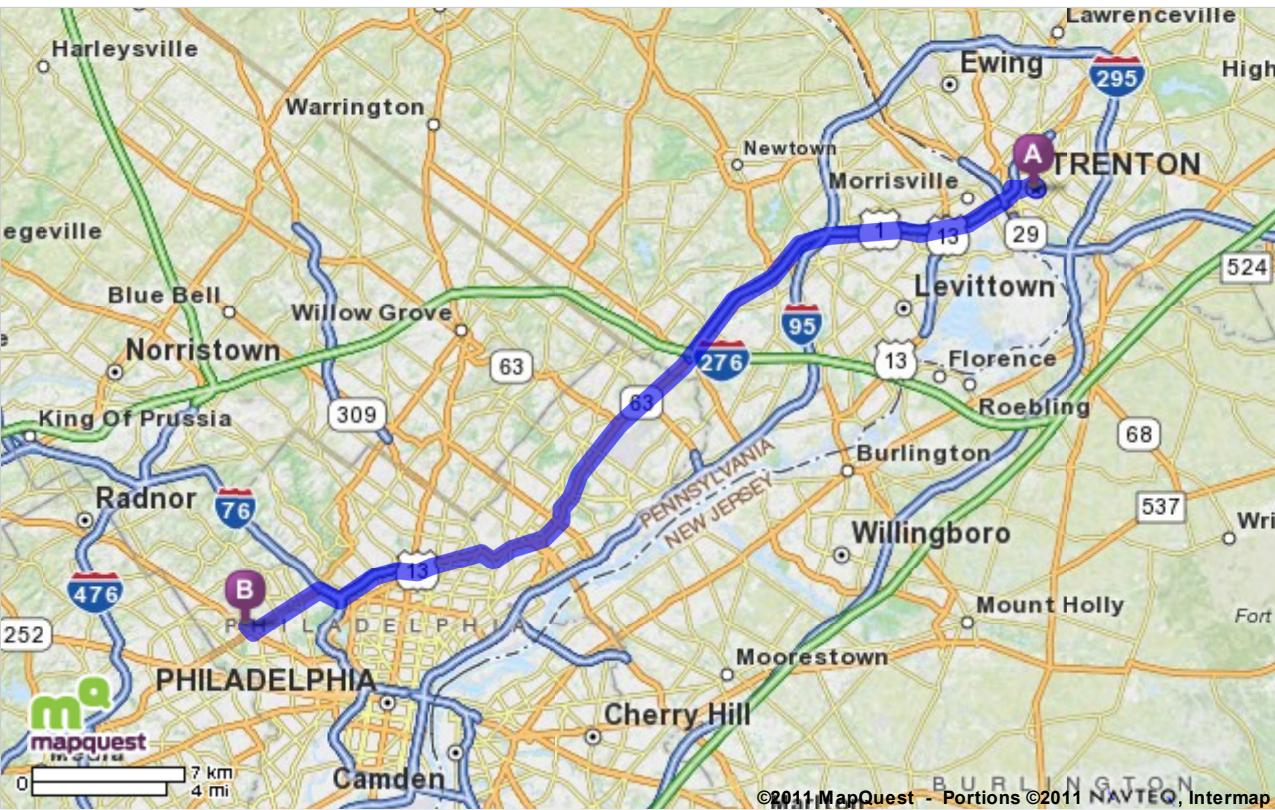 Lawrenceville
Harleysville
Ewing
295
High
Warrington
Newtown
A
TRENTON
Morrisville
egeville
1
13
29
524
Levittown
Blue Bell
Willow Grove
95
Norristown
63
276
13
Florence
63
309
Roebling
King Of Prussia
68
Burlington
PENNSYLVANIA
NEW JERSEY
Radnor
76
537
Wri
Willingboro
13
B
476
Mount Holly
Fort
252
PHILADELPHIA
Moorestown
PHILADELPHIA
mq
Cherry Hill
mapquest
0
7 km
4 mi
Camden
BURLINGTON
©2011 MapQuest - Portions ©2011 NAVTEQ, Intermap